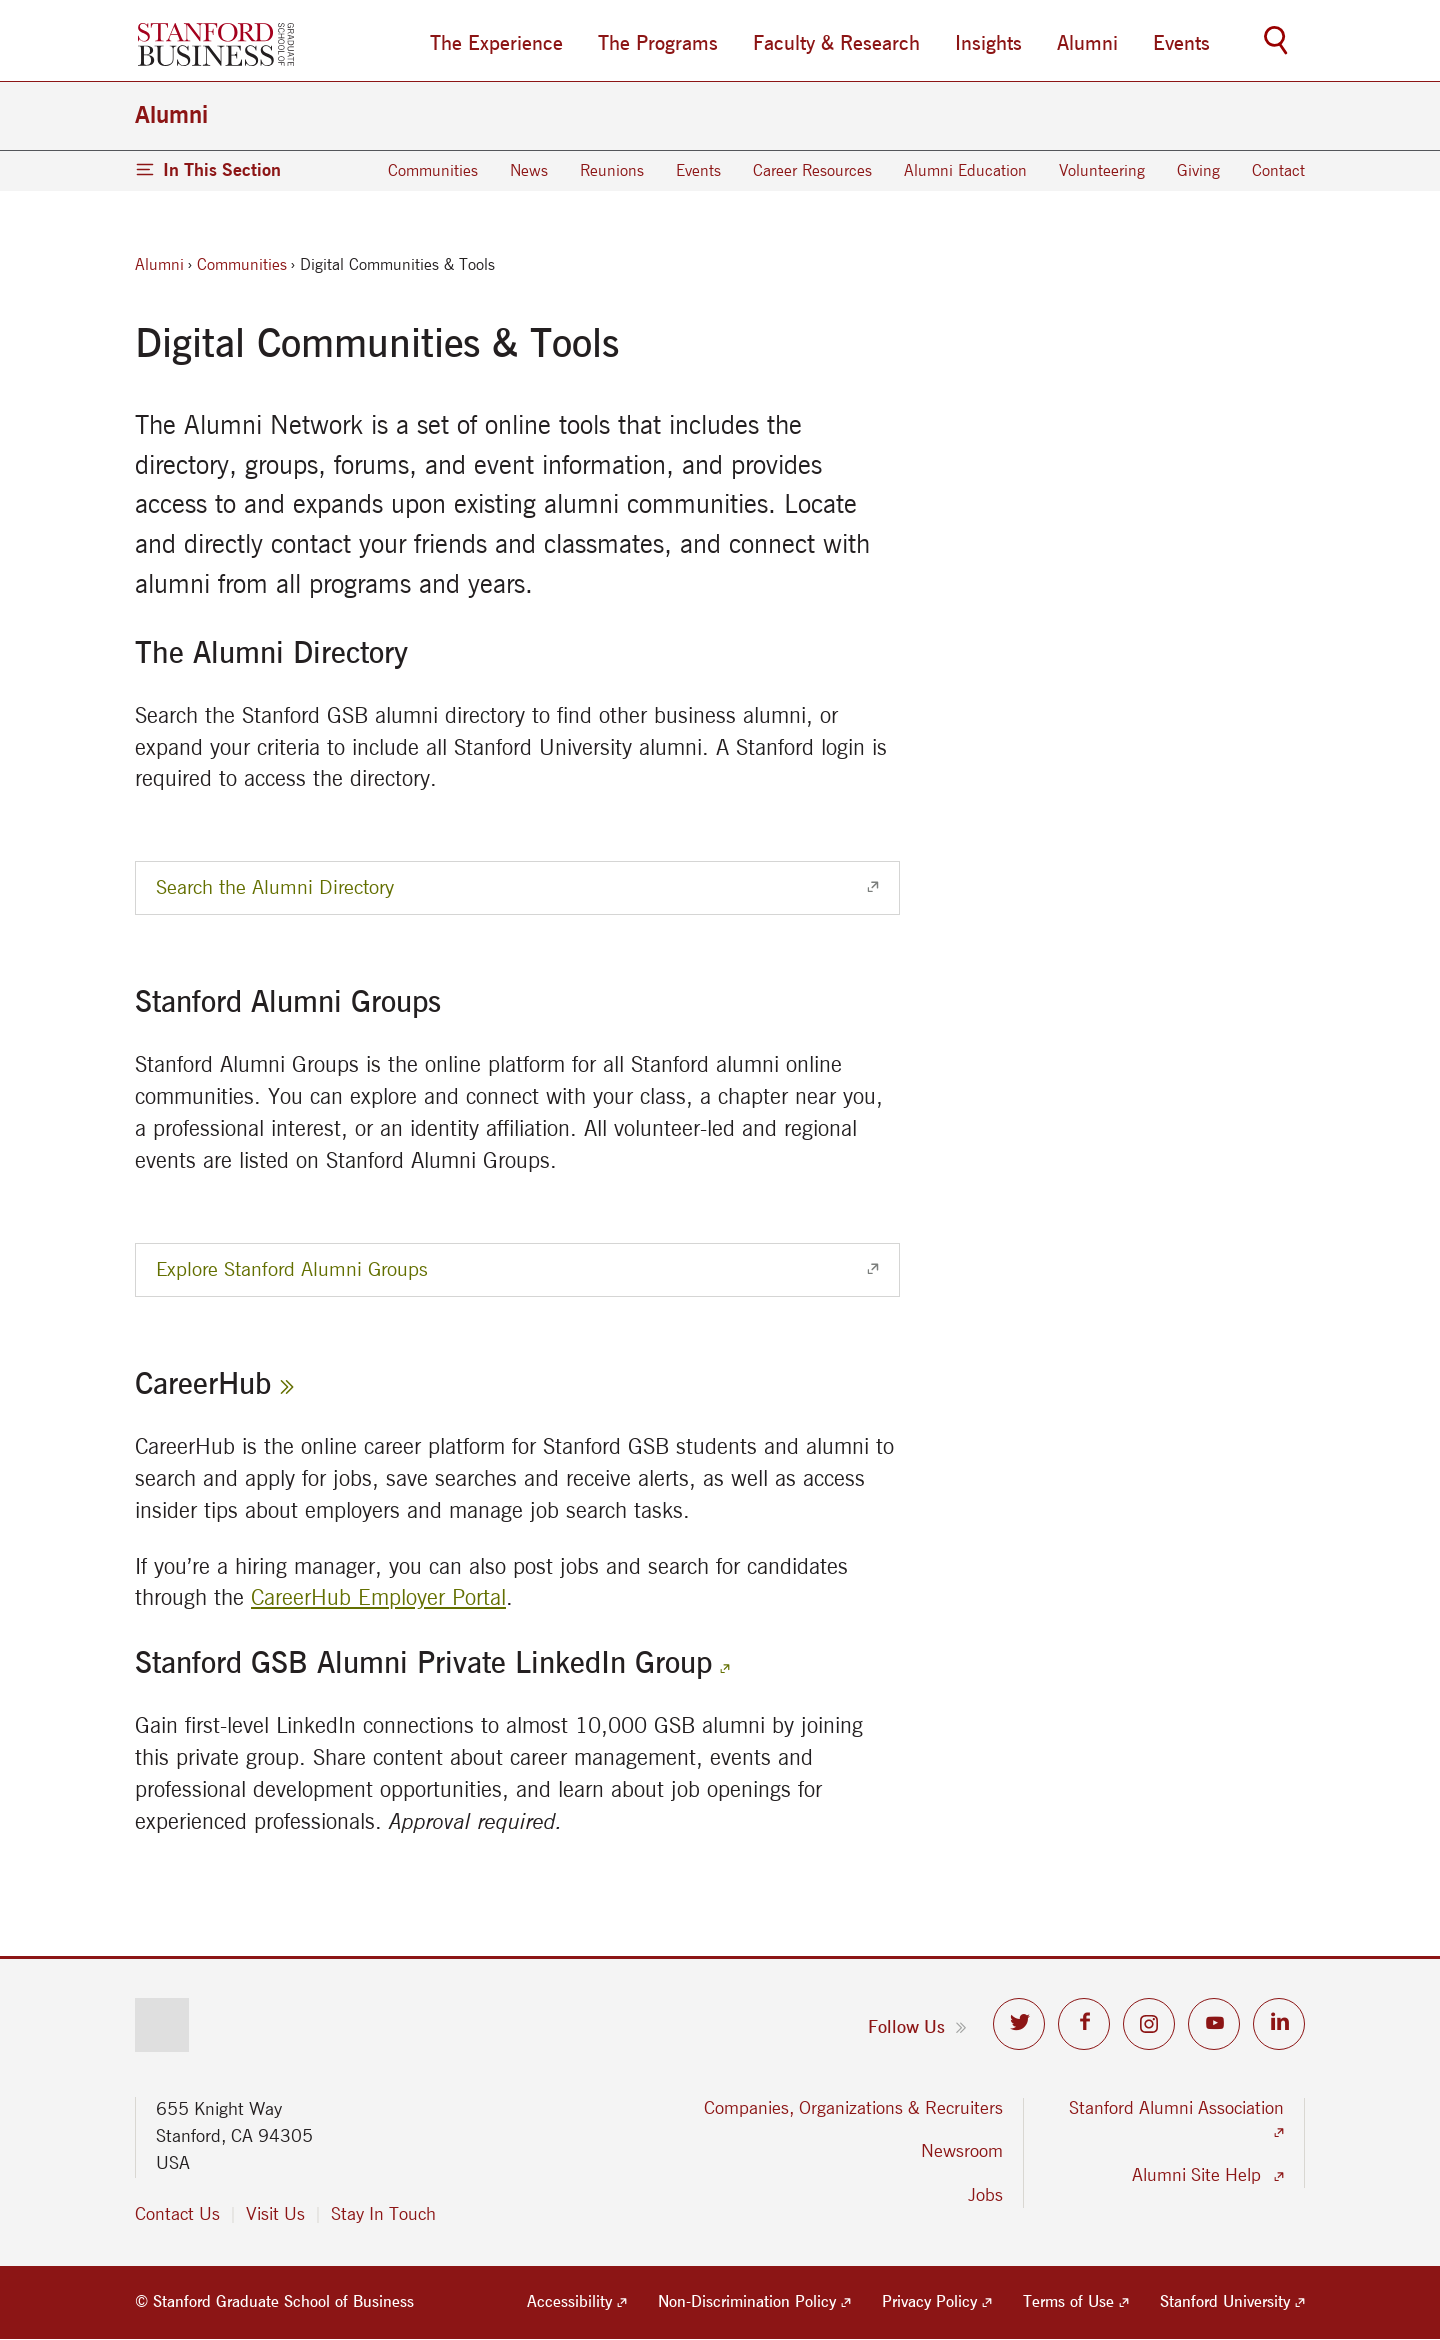 STANFORD
BUSINESS
GRADUATE
SCHOOL OF
The Experience The Programs Faculty & Research Insights Alumni Events
Alumni
In This Section Communities News Reunions Events Career Resources Alumni Education Volunteering Giving Contact
Alumni › Communities › Digital Communities & Tools
Digital Communities & Tools
The Alumni Network is a set of online tools that includes the
directory, groups, forums, and event information, and provides
access to and expands upon existing alumni communities. Locate
and directly contact your friends and classmates, and connect with
alumni from all programs and years.
The Alumni Directory
Search the Stanford GSB alumni directory to find other business alumni, or
expand your criteria to include all Stanford University alumni. A Stanford login is
required to access the directory.
Search the Alumni Directory
Stanford Alumni Groups
Stanford Alumni Groups is the online platform for all Stanford alumni online
communities. You can explore and connect with your class, a chapter near you,
a professional interest, or an identity affiliation. All volunteer-led and regional
events are listed on Stanford Alumni Groups.
Explore Stanford Alumni Groups
CareerHub »
CareerHub is the online career platform for Stanford GSB students and alumni to
search and apply for jobs, save searches and receive alerts, as well as access
insider tips about employers and manage job search tasks.
If you’re a hiring manager, you can also post jobs and search for candidates
through the CareerHub Employer Portal.
Stanford GSB Alumni Private LinkedIn Group
Gain first-level LinkedIn connections to almost 10,000 GSB alumni by joining
this private group. Share content about career management, events and
professional development opportunities, and learn about job openings for
experienced professionals. Approval required.
Follow Us »
655 Knight Way
Stanford, CA 94305
USA
Contact Us | Visit Us | Stay In Touch
Companies, Organizations & Recruiters
Newsroom
Jobs
Stanford Alumni Association
Alumni Site Help
© Stanford Graduate School of Business Accessibility Non-Discrimination Policy Privacy Policy Terms of Use Stanford University